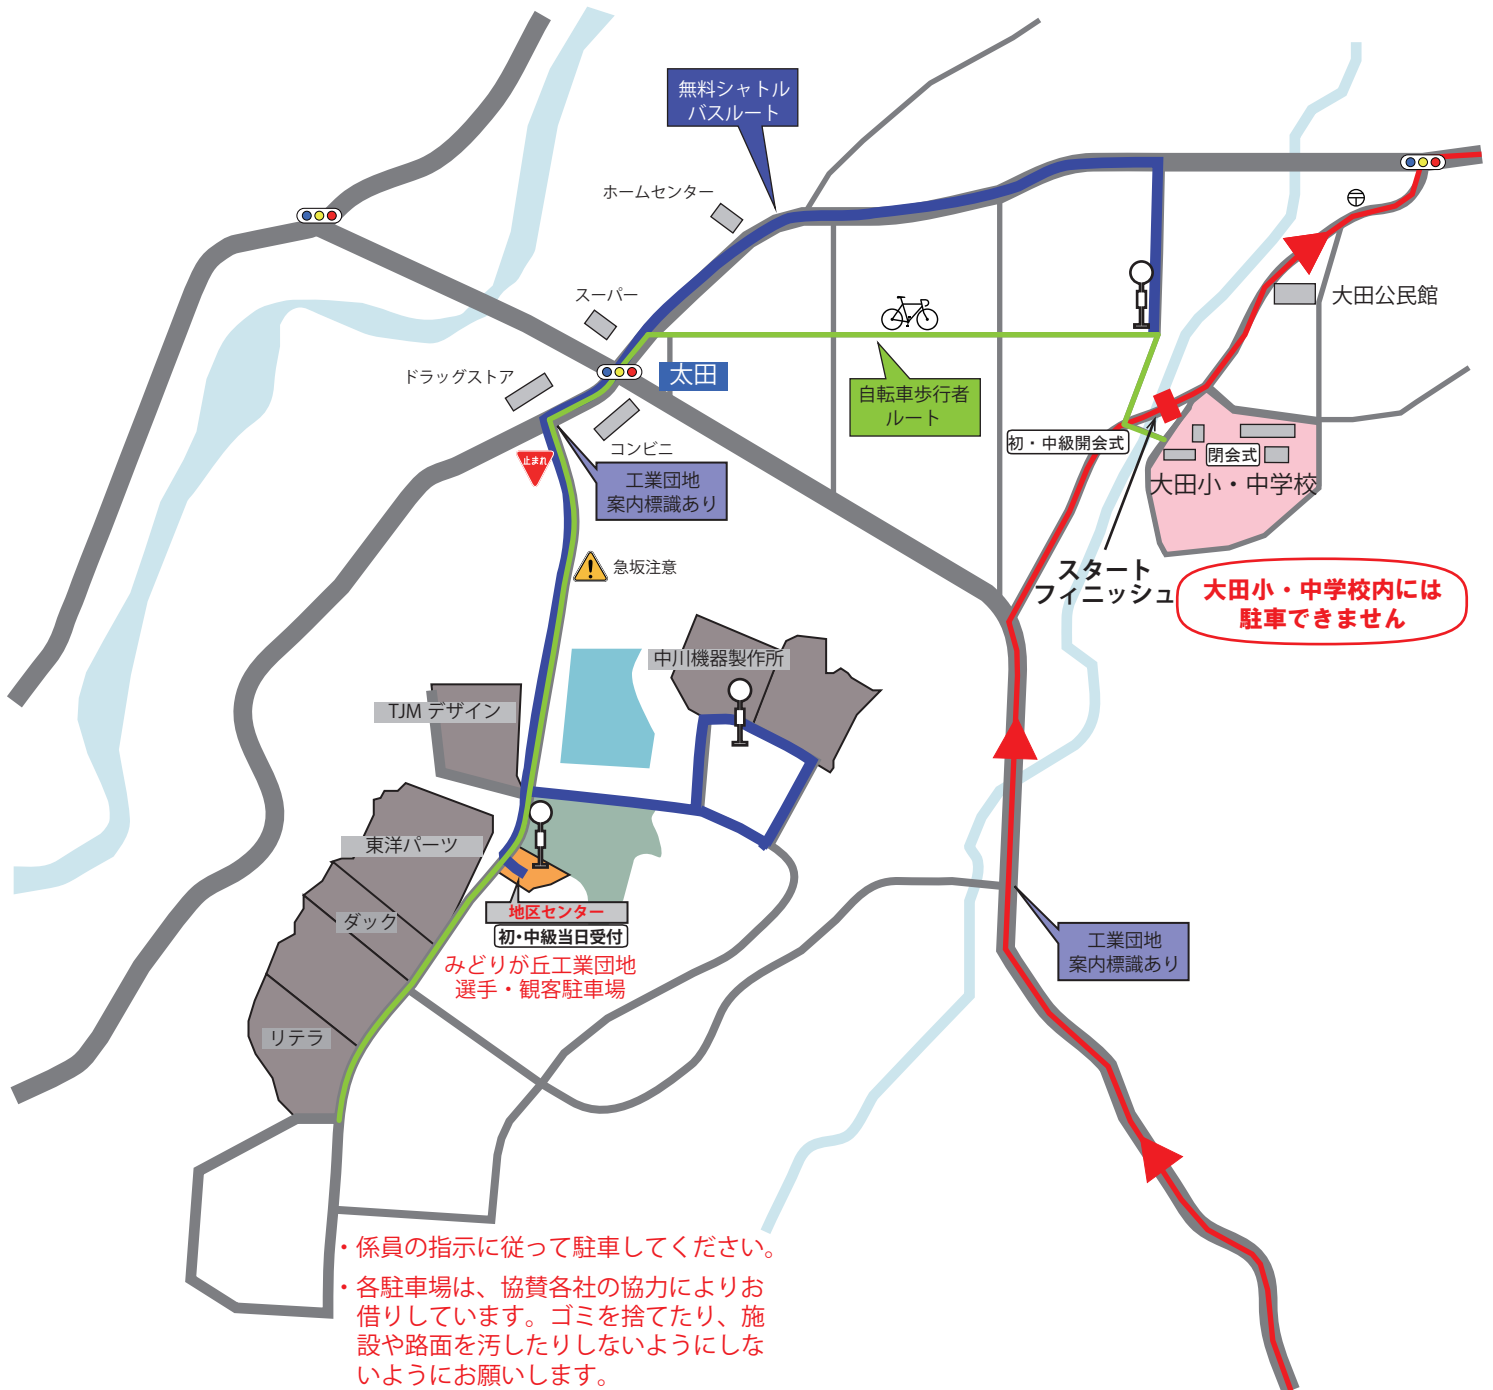 無料シャトル
バスルート
ホームセンター
スーパー
大田公民館
ドラッグストア
太田
自転車歩行者
ルート
コンビニ
初・中級開会式
閉会式
大田小・中学校
止まれ
工業団地
案内標識あり
急坂注意
スタート
フィニッシュ
大田小・中学校内には
駐車できません
中川機器製作所
TJM デザイン
東洋パーツ
ダック
地区センター
初・中級当日受付
みどりが丘工業団地
選手・観客駐車場
工業団地
案内標識あり
リテラ
・係員の指示に従って駐車してください。
・各駐車場は、協賛各社の協力によりお
借りしています。ゴミを捨てたり、施
設や路面を汚したりしないようにしな
いようにお願いします。